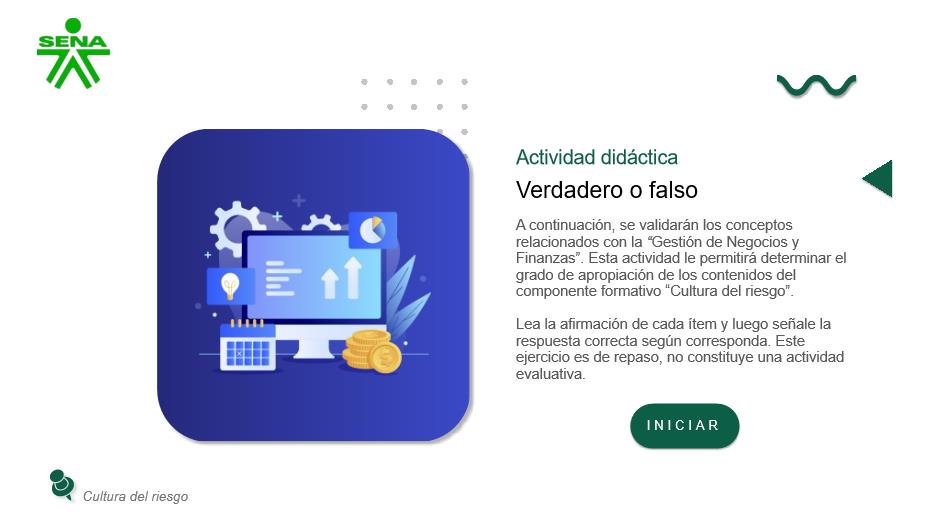 SENA
Actividad didáctica
Verdadero o falso
A continuación, se validarán los conceptos
relacionados con la “Gestión de Negocios y
Finanzas”. Esta actividad le permitirá determinar el
grado de apropiación de los contenidos del
componente formativo “Cultura del riesgo”.
Lea la afirmación de cada ítem y luego señale la
respuesta correcta según corresponda. Este
ejercicio es de repaso, no constituye una actividad
evaluativa.
INICIAR
Cultura del riesgo